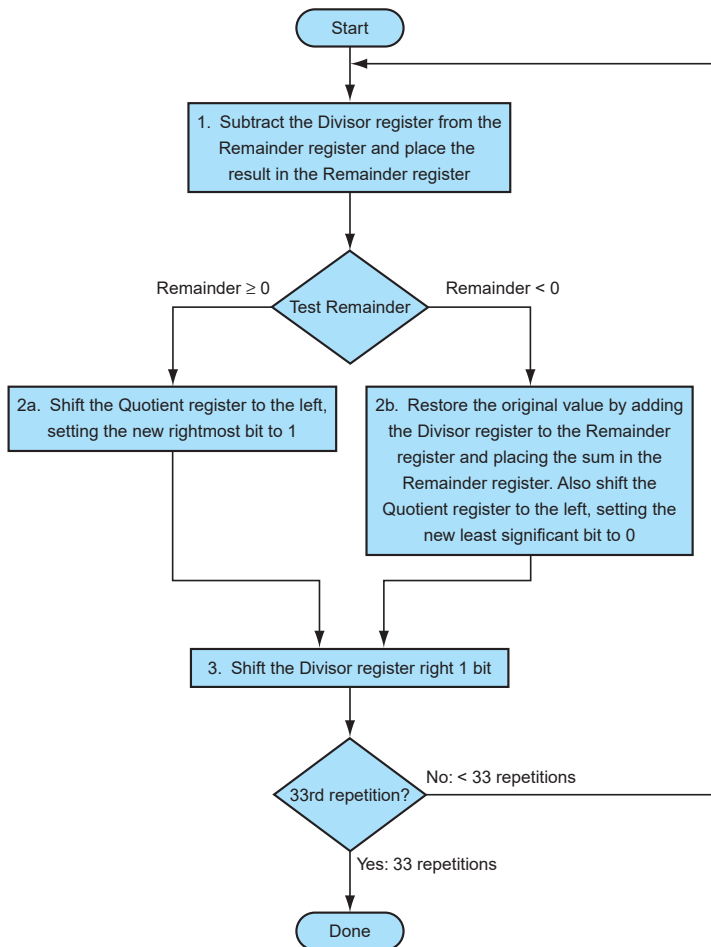 Start
1. Subtract the Divisor register from the
Remainder register and place the
result in the Remainder register
Remainder ≥ 0
Remainder < 0
Test Remainder
2a. Shift the Quotient register to the left,
setting the new rightmost bit to 1
2b. Restore the original value by adding
the Divisor register to the Remainder
register and placing the sum in the
Remainder register. Also shift the
Quotient register to the left, setting the
new least significant bit to 0
3. Shift the Divisor register right 1 bit
33rd repetition?
No: < 33 repetitions
Yes: 33 repetitions
Done